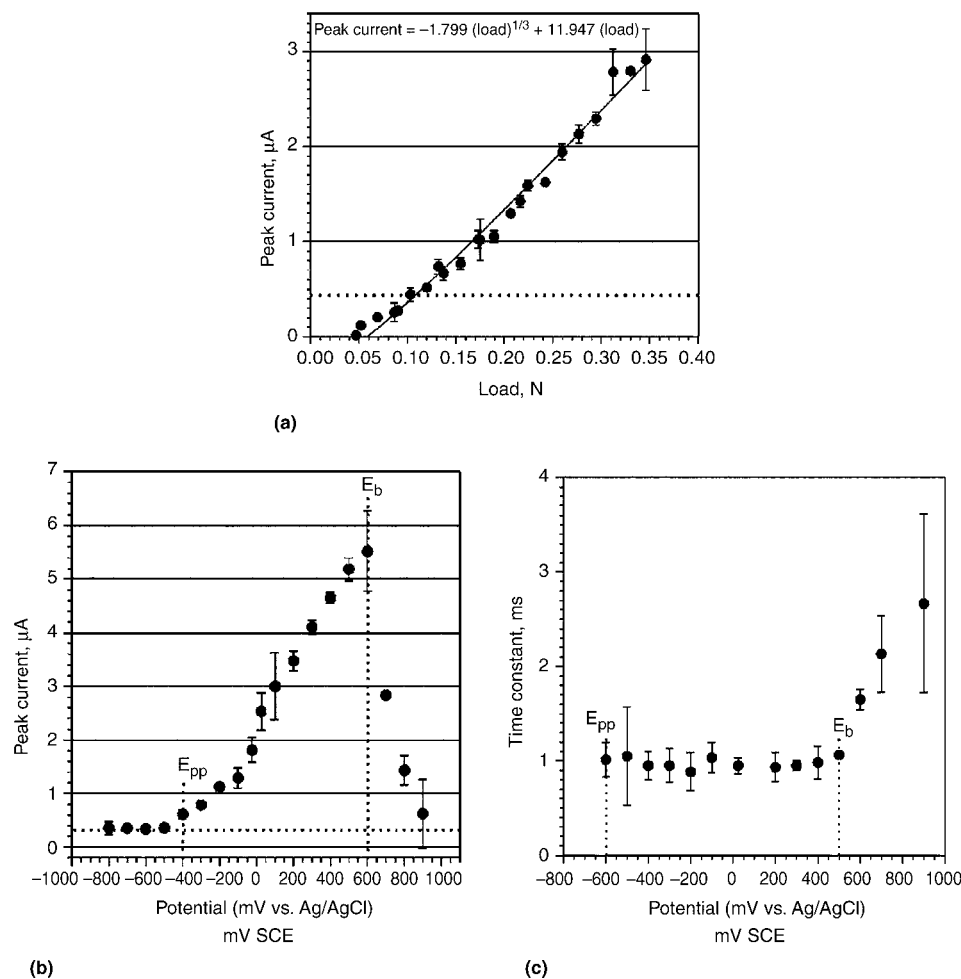 Peak current = −1.799 (load)1/3 + 11.947 (load)
3
2
1
0
Peak current, μA
0.00 0.05 0.10 0.15 0.20 0.25 0.30 0.35 0.40
Load, N
(a)
7
6
5
4
3
2
1
0
Peak current, μA
Eb
Epp
−1000 −800 −600 −400 −200 0 200 400 600 800 1000
Potential (mV vs. Ag/AgCl)
mV SCE
(b)
4
3
2
1
0
Time constant, ms
Epp
Eb
−800 −600 −400 −200 0 200 400 600 800 1000
Potential (mV vs. Ag/AgCl)
mV SCE
(c)